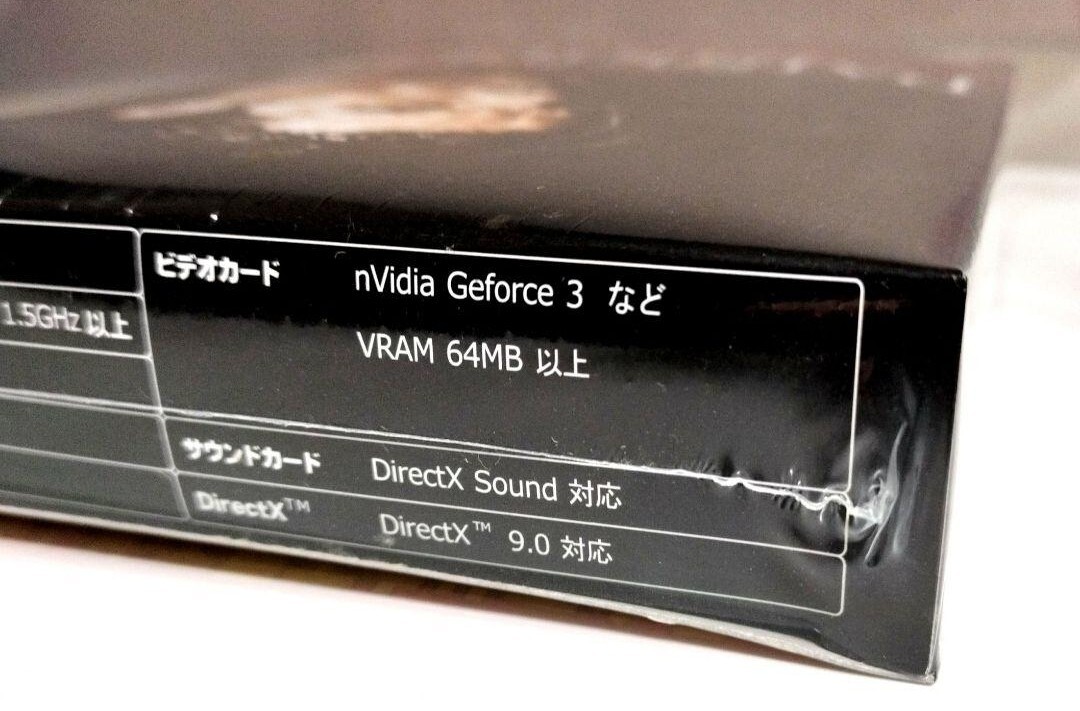 1.5GHz 以上
ビデオカード nVidia Geforce 3 など
VRAM 64MB 以上
サウンドカード DirectX Sound 対応
DirectX™ DirectX™ 9.0 対応